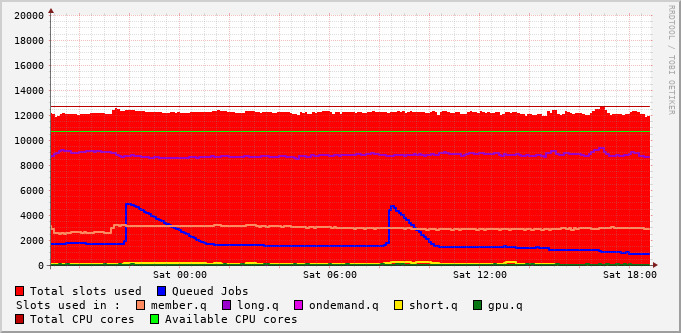 RRDTOOL / TOBI OETIKER
20000
18000
16000
14000
12000
10000
8000
6000
4000
2000
0
Sat 00:00 Sat 06:00 Sat 12:00 Sat 18:00
Total slots used Queued Jobs
Slots used in : member.q long.q ondemand.q short.q gpu.q
Total CPU cores Available CPU cores